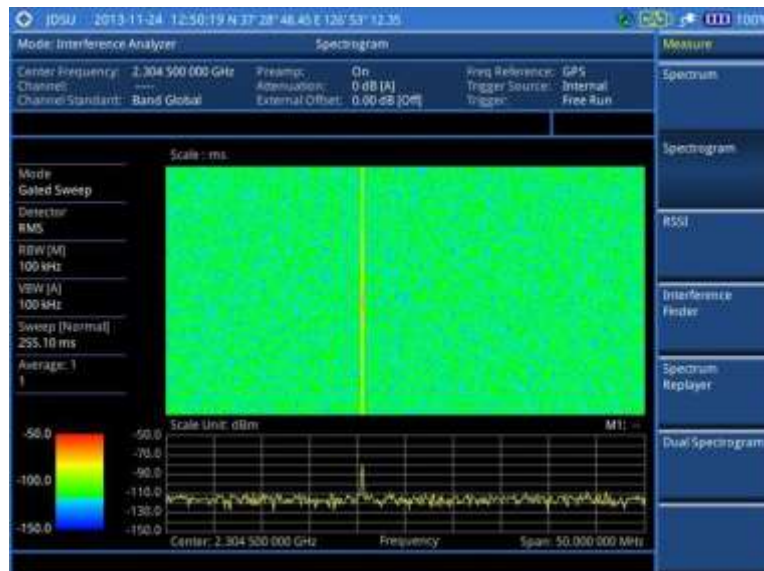 JDSU 2013-11-24 12:50:19 N 37° 28' 48.45 E 126° 53' 12.35 100%
Mode: Interference Analyzer Spectrogram Measure
Center Frequency: 2.304 500 000 GHz Preamp: On Freq Reference: GPS
Channel: ---- Attenuation: 0 dB [A] Trigger Source: Internal
Channel Standart: Band Global External Offset: 0.00 dB [Off] Trigger: Free Run
Spectrum
Spectrogram
RSSI
Interference
Finder
Spectrum
Replayer
Dual Spectrogram
Scale : ms
Mode
Gated Sweep
Detector
RMS
RBW [M]
100 kHz
VBW [A]
100 kHz
Sweep [Normal]
255.10 ms
Average: 1
1
Scale Unit: dBm M1: --
-50.0
-100.0
-150.0
-50.0
-70.0
-90.0
-110.0
-130.0
-150.0
Center: 2.304 500 000 GHz Frequency Span: 50.000 000 MHz